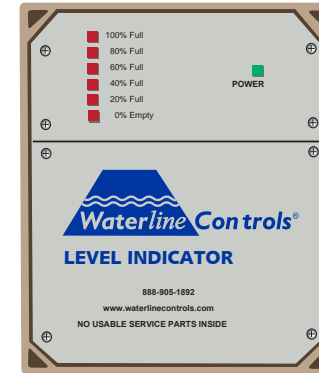 100% Full
80% Full
60% Full
40% Full
20% Full
0% Empty
POWER
Waterline Controls®
LEVEL INDICATOR
888-905-1892
www.waterlinecontrols.com
NO USABLE SERVICE PARTS INSIDE